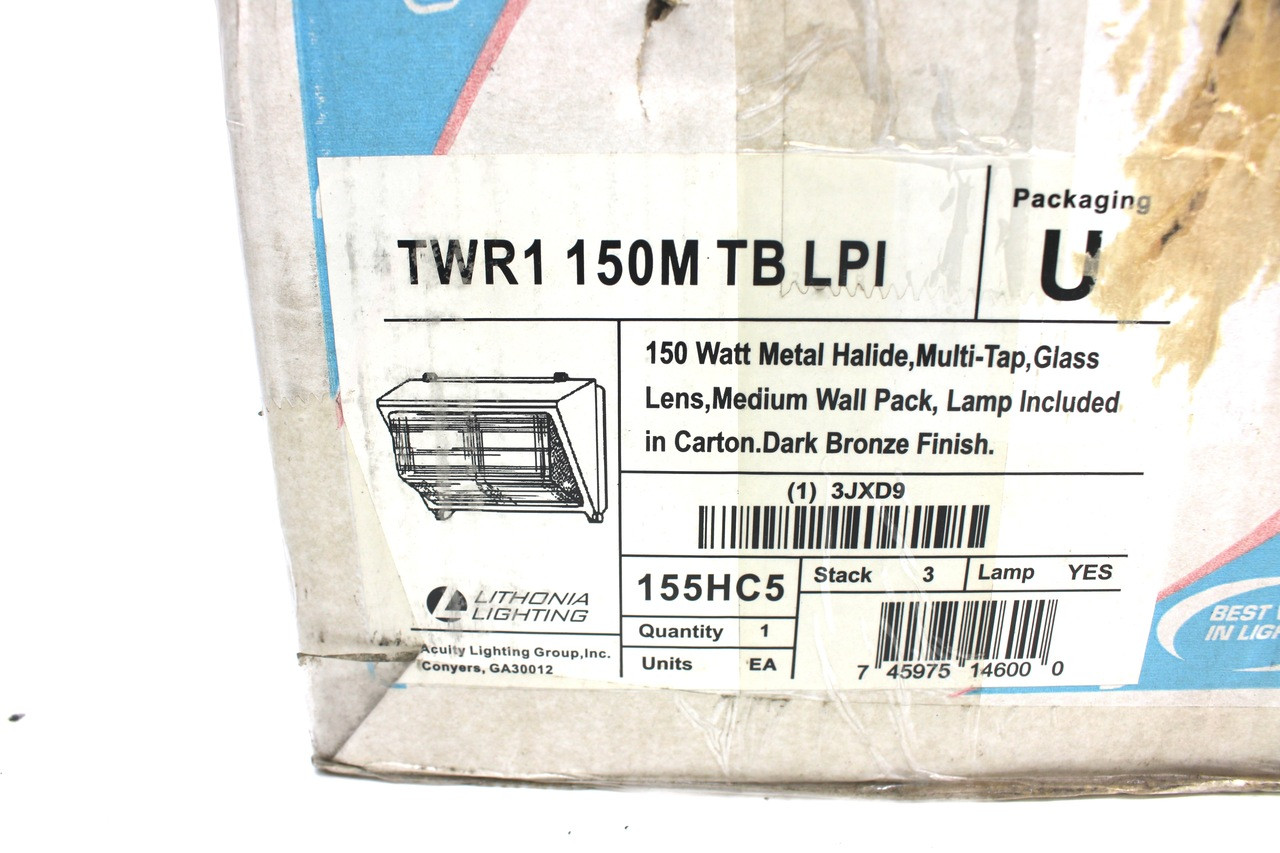 Packaging
TWR1 150M TB LPI
U
150 Watt Metal Halide,Multi-Tap,Glass
Lens,Medium Wall Pack, Lamp Included
in Carton.Dark Bronze Finish.
(1) 3JXD9
155HC5
Stack 3
Lamp YES
LITHONIA
LIGHTING
Quantity 1
Units EA
Acuity Lighting Group,Inc.
Conyers, GA30012
7 45975 14600 0
BEST
IN